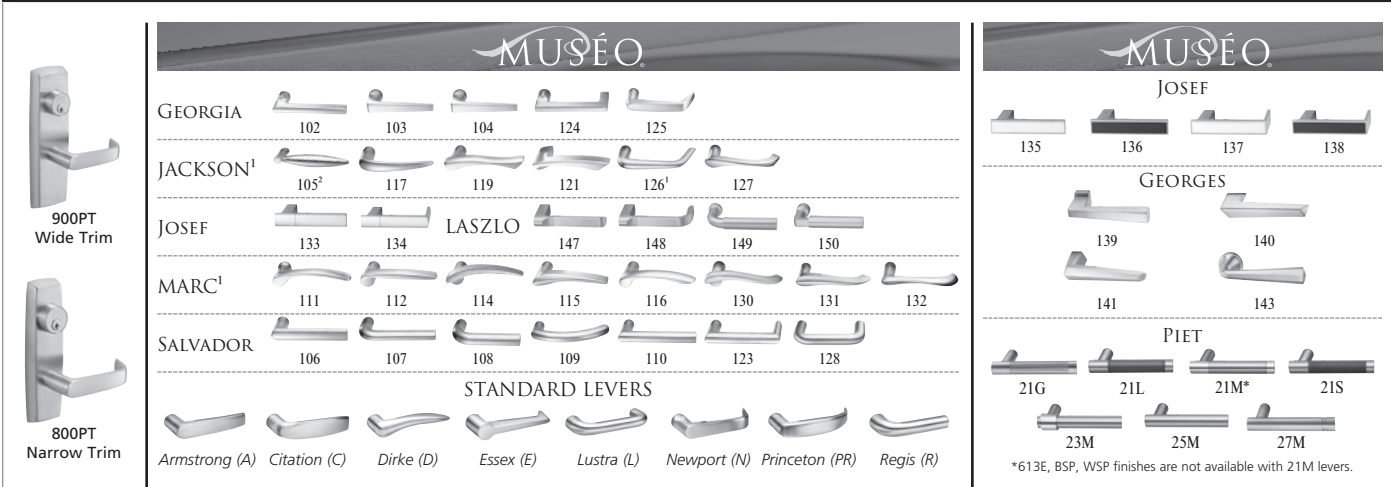 900PT
Wide Trim
800PT
Narrow Trim
MUSÉO®
GEORGIA
102 103 104 124 125
JACKSON¹
105² 117 119 121 126¹ 127
JOSEF
133 134
LASZLO
147 148 149 150
MARC¹
111 112 114 115 116 130 131 132
SALVADOR
106 107 108 109 110 123 128
STANDARD LEVERS
Armstrong (A) Citation (C) Dirke (D) Essex (E) Lustra (L) Newport (N) Princeton (PR) Regis (R)
MUSÉO®
JOSEF
135 136 137 138
GEORGES
139 140
141 143
PIET
21G 21L 21M* 21S
23M 25M 27M
*613E, BSP, WSP finishes are not available with 21M levers.